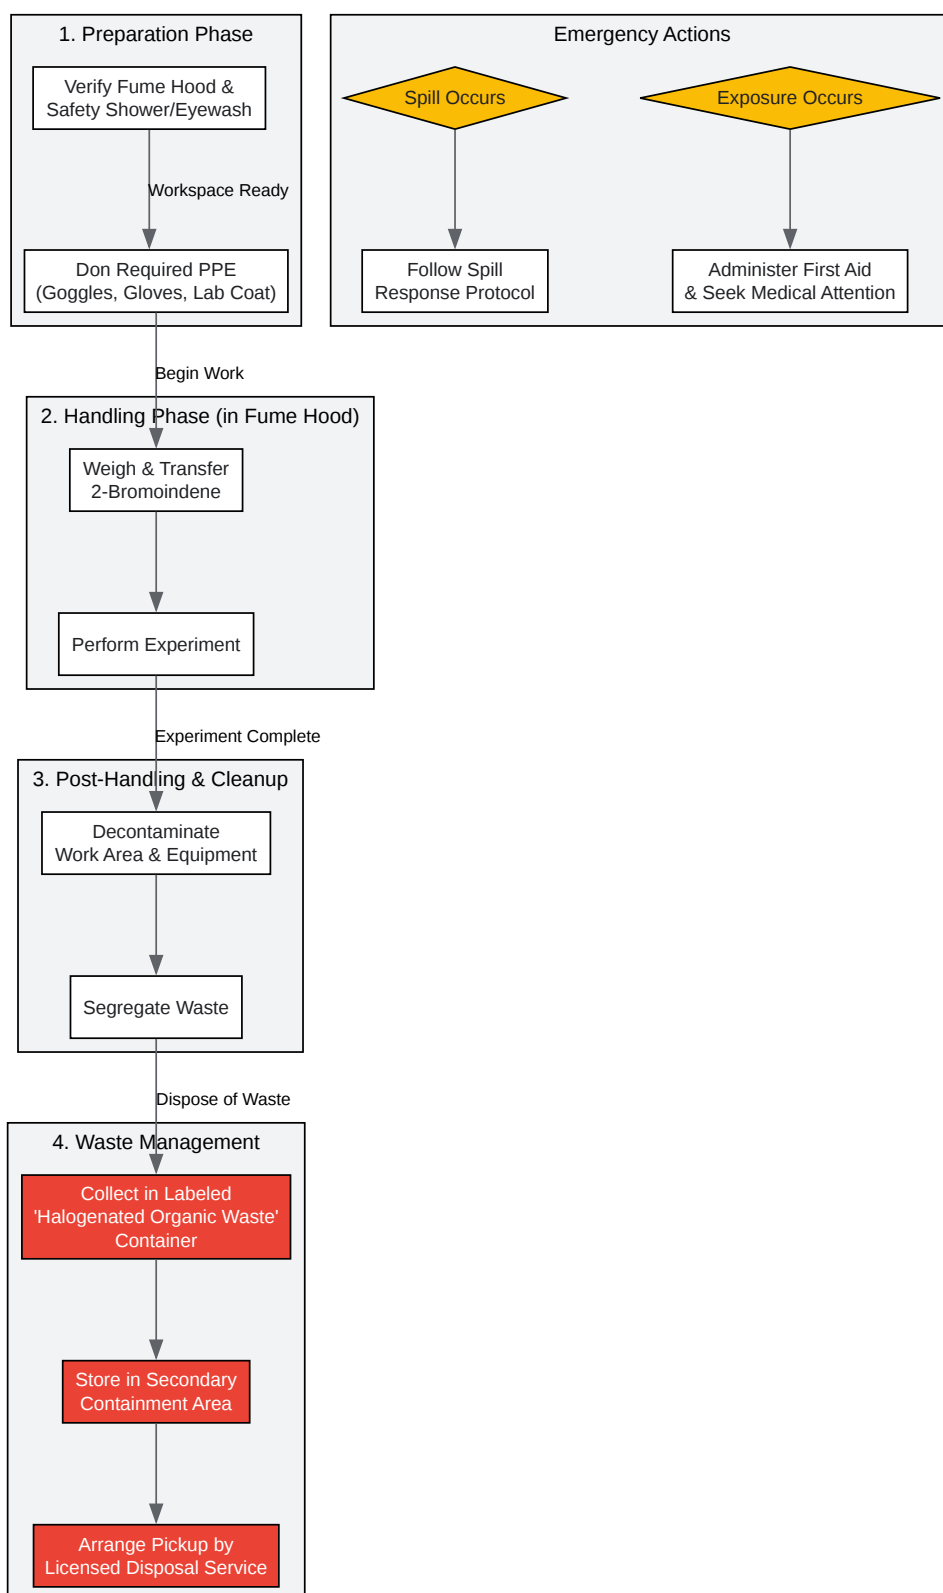 1. Preparation Phase
Verify Fume Hood &
Safety Shower/Eyewash
Workspace Ready
Don Required PPE
(Goggles, Gloves, Lab Coat)
Emergency Actions
Spill Occurs
Exposure Occurs
Follow Spill
Response Protocol
Administer First Aid
& Seek Medical Attention
Begin Work
2. Handling Phase (in Fume Hood)
Weigh & Transfer
2-Bromoindene
Perform Experiment
Experiment Complete
3. Post-Handling & Cleanup
Decontaminate
Work Area & Equipment
Segregate Waste
Dispose of Waste
4. Waste Management
Collect in Labeled
'Halogenated Organic Waste'
Container
Store in Secondary
Containment Area
Arrange Pickup by
Licensed Disposal Service